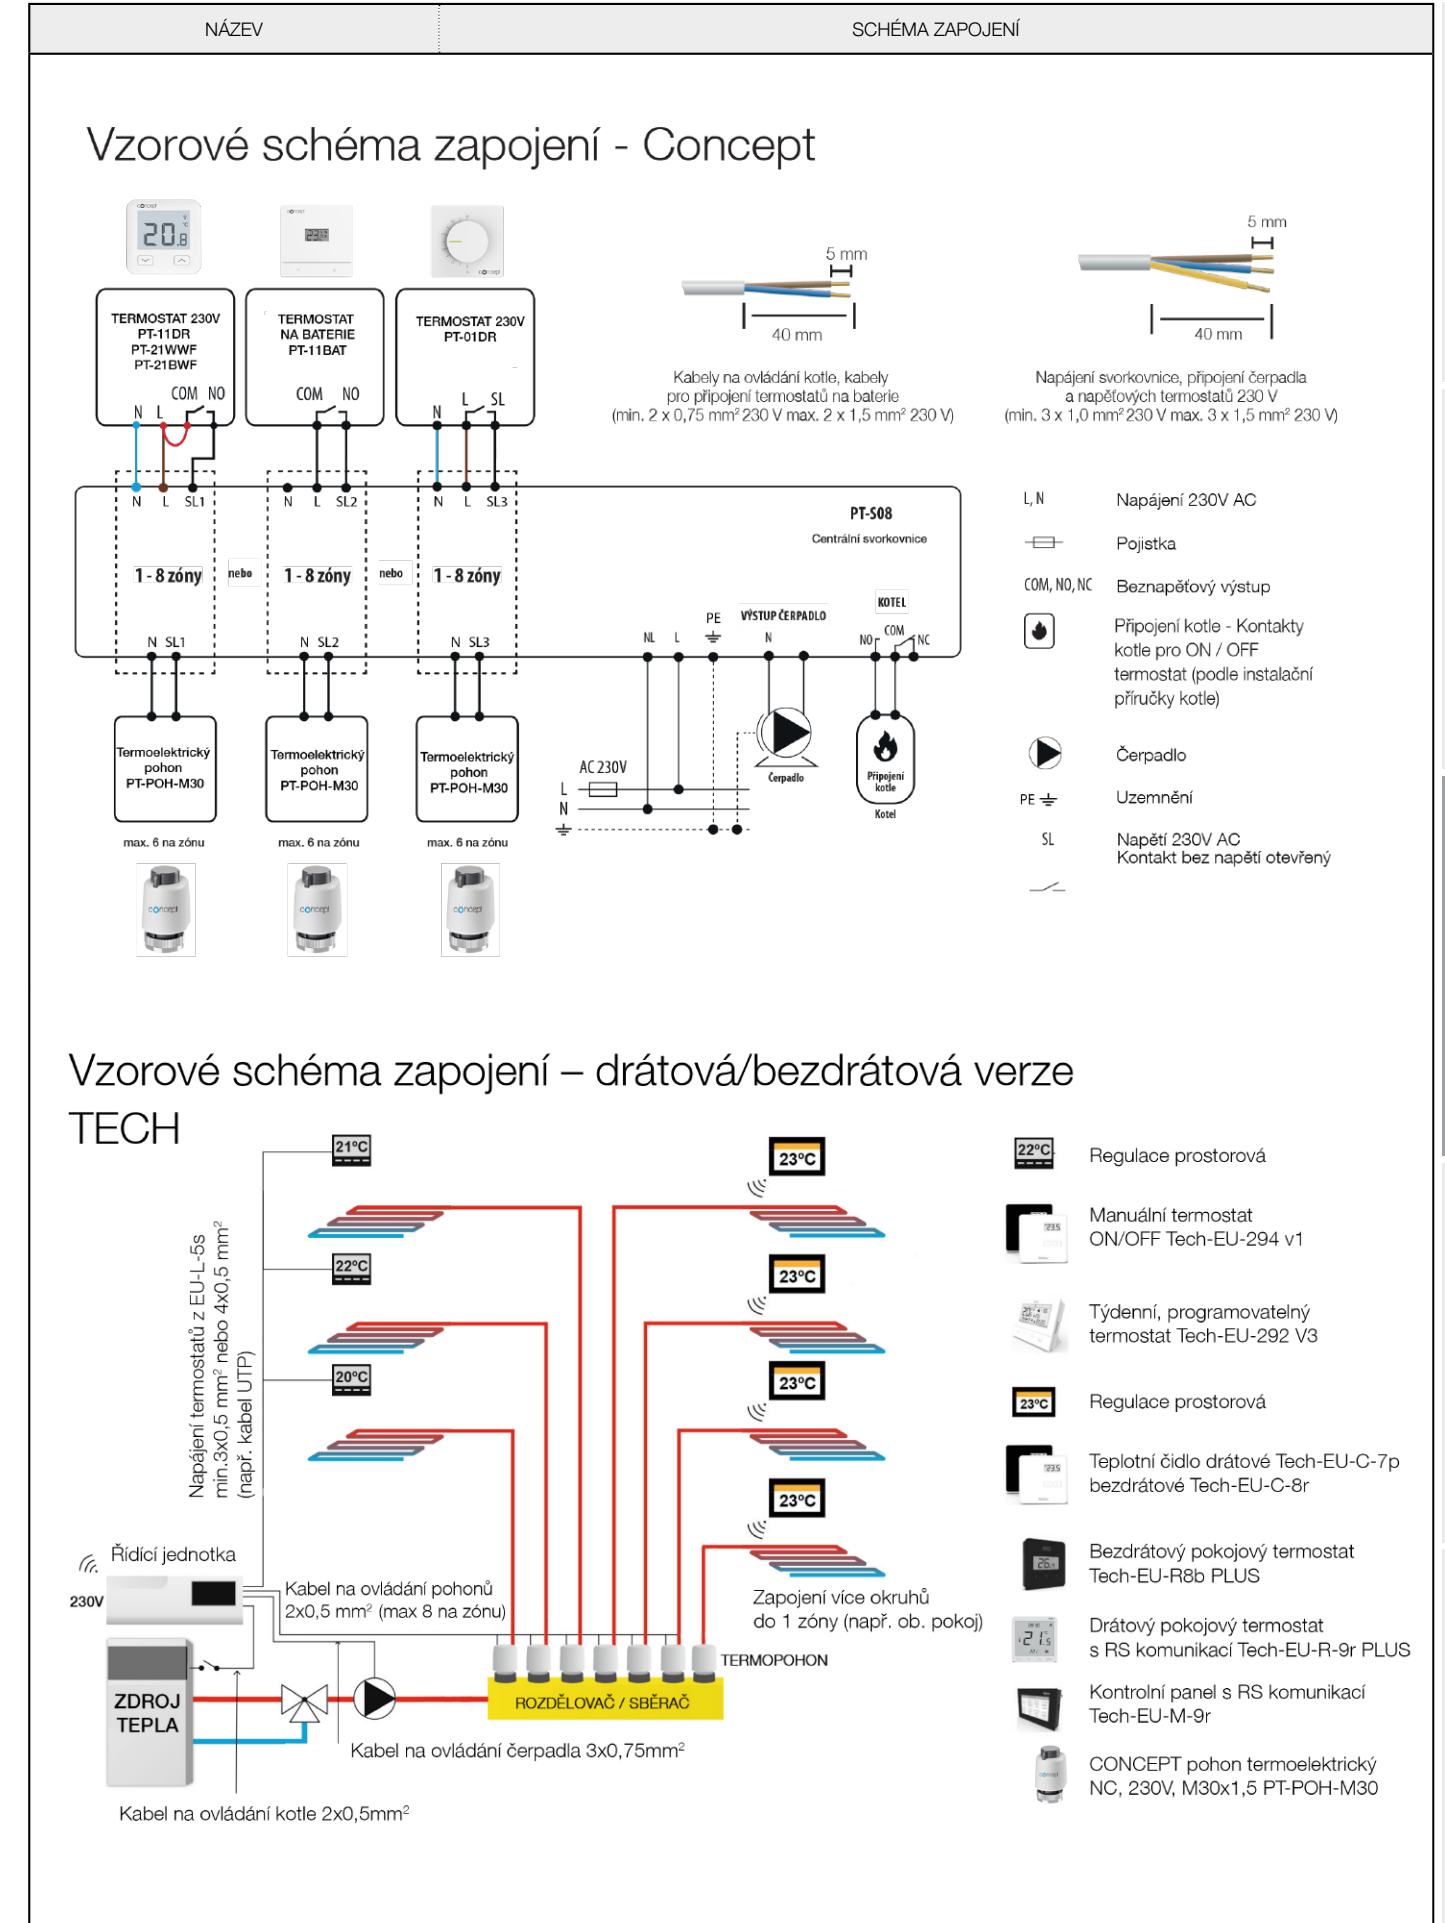 NÁZEV
SCHÉMA ZAPOJENÍ
Vzorové schéma zapojení - Concept
concept
20.8
concept
concept
5 mm
40 mm
5 mm
40 mm
TERMOSTAT 230V
PT-11DR
PT-21WWF
PT-21BWF
COM NO
N L
TERMOSTAT
NA BATERIE
PT-11BAT
COM NO
TERMOSTAT 230V
PT-01DR
N L SL
Kabely na ovládání kotle, kabely
pro připojení termostatů na baterie
(min. 2 x 0,75 mm² 230 V max. 2 x 1,5 mm² 230 V)
Napájení svorkovnice, připojení čerpadla
a napěťových termostatů 230 V
(min. 3 x 1,0 mm² 230 V max. 3 x 1,5 mm² 230 V)
N L SL1
N L SL2
N L SL3
PT-S08
Centrální svorkovnice
1 - 8 zóny
nebo
1 - 8 zóny
nebo
1 - 8 zóny
N SL1
N SL2
N SL3
NL L PE
VÝSTUP ČERPADLO
N
KOTEL
NO COM NC
Termoelektrický
pohon
PT-POH-M30
Termoelektrický
pohon
PT-POH-M30
Termoelektrický
pohon
PT-POH-M30
AC 230V
L
N
Čerpadlo
Připojení
kotle
Kotel
max. 6 na zónu
max. 6 na zónu
max. 6 na zónu
concept
concept
concept
L, N Napájení 230V AC
Pojistka
COM, NO, NC Beznapěťový výstup
Připojení kotle - Kontakty
kotle pro ON / OFF
termostat (podle instalační
příručky kotle)
Čerpadlo
PE Uzemnění
SL Napětí 230V AC
Kontakt bez napětí otevřený
Vzorové schéma zapojení – drátová/bezdrátová verze
TECH
21°C
22°C
20°C
23°C
23°C
23°C
23°C
Napájení termostatů z EU-L-5s
min.3x0,5 mm² nebo 4x0,5 mm²
(např. kabel UTP)
Řídící jednotka
230V
Kabel na ovládání pohonů
2x0,5 mm² (max 8 na zónu)
Zapojení více okruhů
do 1 zóny (např. ob. pokoj)
TERMOPOHON
ROZDĚLOVAČ / SBĚRAČ
ZDROJ
TEPLA
Kabel na ovládání čerpadla 3x0,75mm²
Kabel na ovládání kotle 2x0,5mm²
22°C Regulace prostorová
Manuální termostat
ON/OFF Tech-EU-294 v1
Týdenní, programovatelný
termostat Tech-EU-292 V3
23°C Regulace prostorová
Teplotní čidlo drátové Tech-EU-C-7p
bezdrátové Tech-EU-C-8r
Bezdrátový pokojový termostat
Tech-EU-R8b PLUS
Drátový pokojový termostat
s RS komunikací Tech-EU-R-9r PLUS
Kontrolní panel s RS komunikací
Tech-EU-M-9r
CONCEPT pohon termoelektrický
NC, 230V, M30x1,5 PT-POH-M30